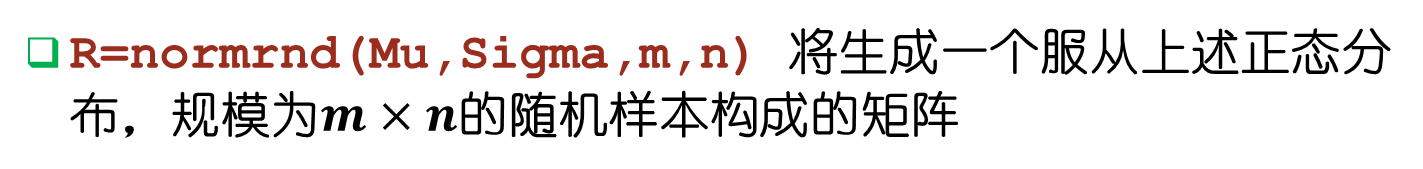 R=normrnd(Mu,Sigma,m,n) 将生成一个服从上述正态分
布，规模为m × n的随机样本构成的矩阵